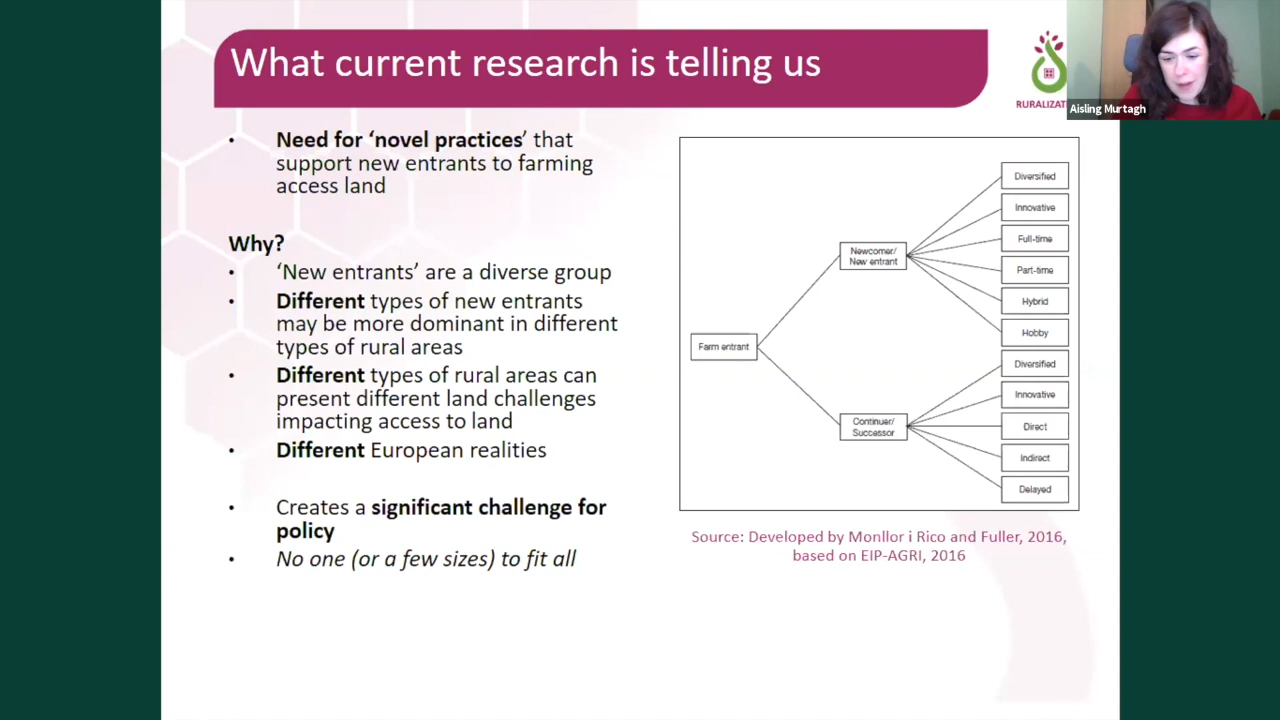 What current research is telling us
RURALIZAT
Aisling Murtagh
• Need for ‘novel practices’ that
support new entrants to farming
access land
Why?
• ‘New entrants’ are a diverse group
• Different types of new entrants
may be more dominant in different
types of rural areas
• Different types of rural areas can
present different land challenges
impacting access to land
• Different European realities
• Creates a significant challenge for
policy
• No one (or a few sizes) to fit all
Farm entrant
Newcomer/
New entrant
Diversified
Innovative
Full-time
Part-time
Hybrid
Hobby
Continuer/
Successor
Diversified
Innovative
Direct
Indirect
Delayed
Source: Developed by Monllor i Rico and Fuller, 2016,
based on EIP-AGRI, 2016